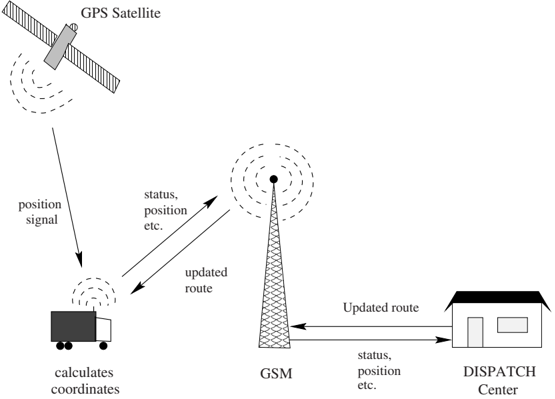 GPS Satellite
position
signal
status,
position
etc.
updated
route
calculates
coordinates
GSM
Updated route
status,
position
etc.
DISPATCH
Center